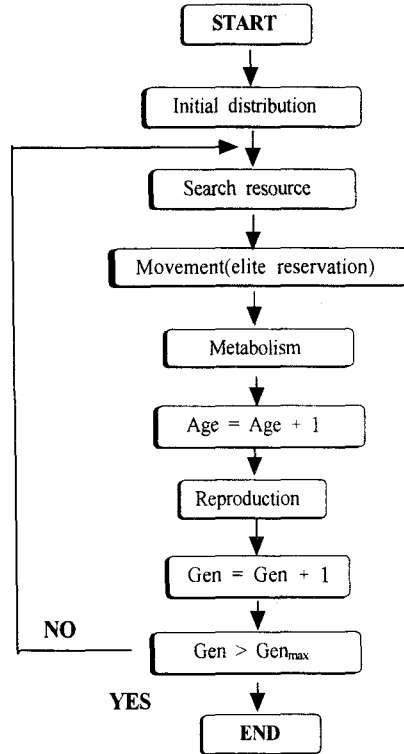 START
Initial distribution
Search resource
Movement(elite reservation)
Metabolism
Age = Age + 1
Reproduction
Gen = Gen + 1
NO
Gen > Genmax
YES
END